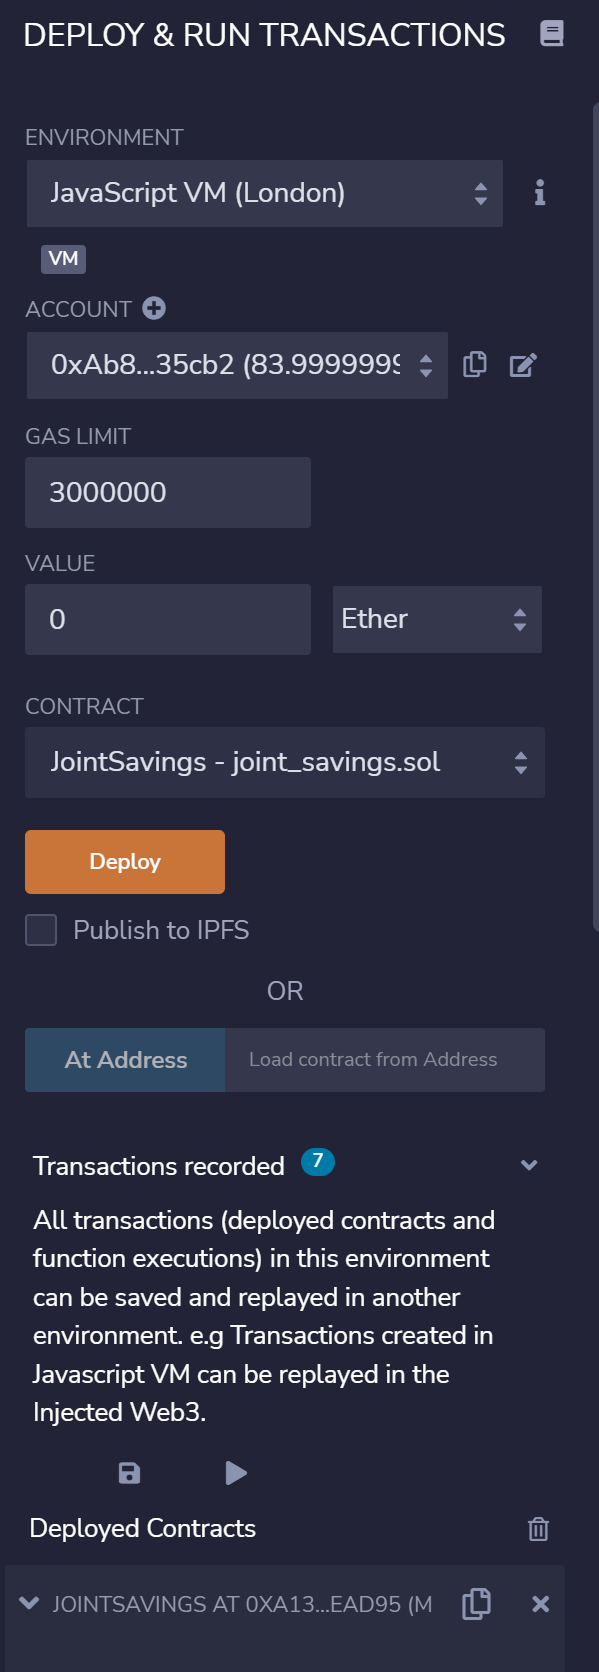 DEPLOY & RUN TRANSACTIONS
ENVIRONMENT
JavaScript VM (London)
VM
ACCOUNT
0xAb8...35cb2 (83.9999999
GAS LIMIT
3000000
VALUE
0 Ether
CONTRACT
JointSavings - joint_savings.sol
Deploy
Publish to IPFS
OR
At Address Load contract from Address
Transactions recorded 7
All transactions (deployed contracts and
function executions) in this environment
can be saved and replayed in another
environment. e.g Transactions created in
Javascript VM can be replayed in the
Injected Web3.
Deployed Contracts
JOINTSAVINGS AT 0XA13...EAD95 (M